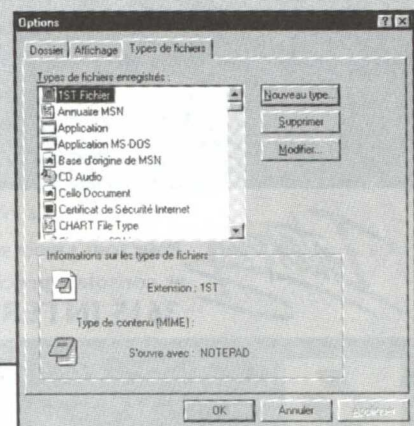 Options
Dossier Affichage Types de fichiers
Types de fichiers enregistrés :
1ST Fichier
Annuaire MSN
Application
Application MS-DOS
Base d'origine de MSN
CD Audio
Cello Document
Certificat de Sécurité Internet
CHART File Type
Nouveau type...
Supprimer
Modifier...
Informations sur les types de fichiers
Extension : 1ST
Type de contenu (MIME) :
S'ouvre avec : NOTEPAD
OK Annuler Appliquer